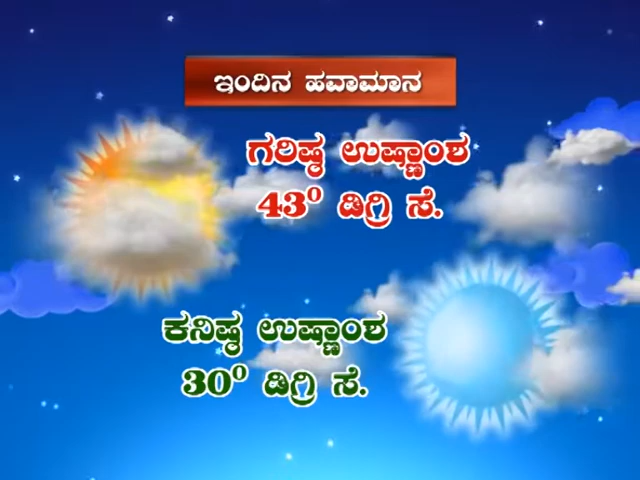 ಇಂದಿನ ಹವಾಮಾನ
ಗರಿಷ್ಠ ಉಷ್ಣಾಂಶ
43⁰ ಡಿಗ್ರಿ ಸೆ.
ಕನಿಷ್ಠ ಉಷ್ಣಾಂಶ
30⁰ ಡಿಗ್ರಿ ಸೆ.